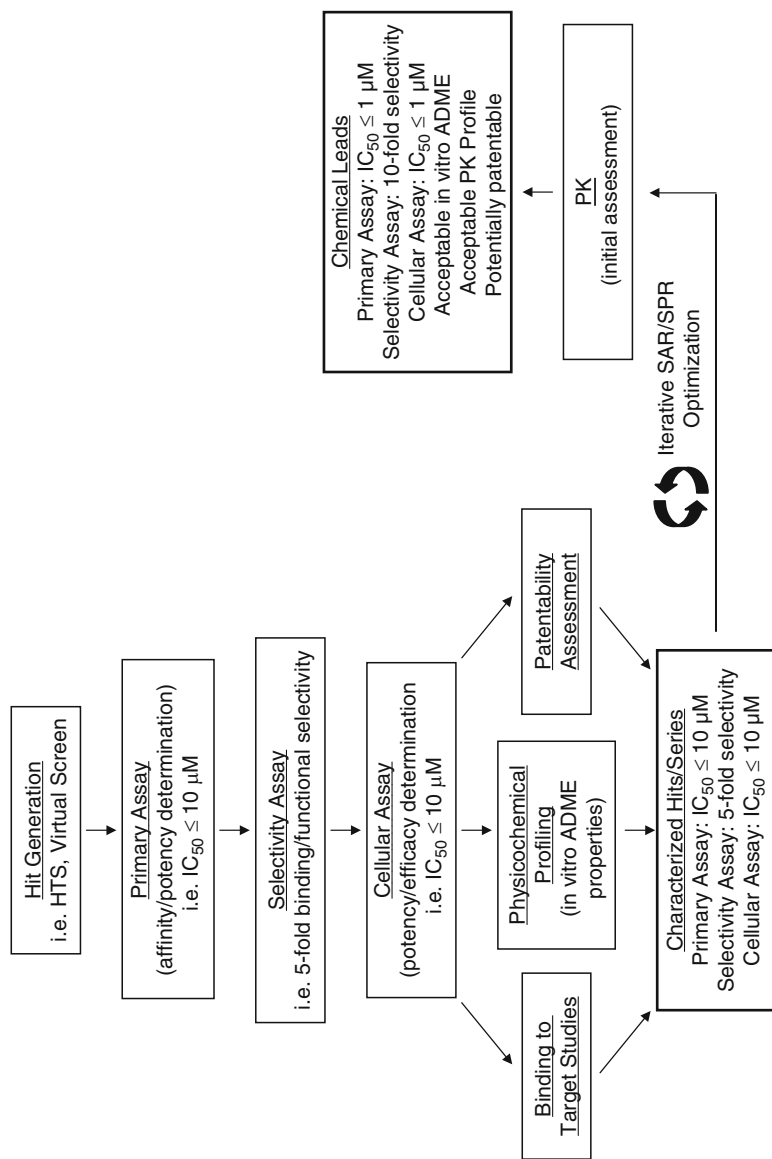 Hit Generation
i.e. HTS, Virtual Screen
Primary Assay
(affinity/potency determination)
i.e. IC50 ≤ 10 μM
Selectivity Assay
i.e. 5-fold binding/functional selectivity
Cellular Assay
(potency/efficacy determination
i.e. IC50 ≤ 10 μM
Binding to
Target Studies
Physicochemical
Profiling
(in vitro ADME
properties)
Patentability
Assessment
Characterized Hits/Series
Primary Assay: IC50 ≤ 10 μM
Selectivity Assay: 5-fold selectivity
Cellular Assay: IC50 ≤ 10 μM
Iterative SAR/SPR
Optimization
PK
(initial assessment)
Chemical Leads
Primary Assay: IC50 ≤ 1 μM
Selectivity Assay: 10-fold selectivity
Cellular Assay: IC50 ≤ 1 μM
Acceptable in vitro ADME
Acceptable PK Profile
Potentially patentable